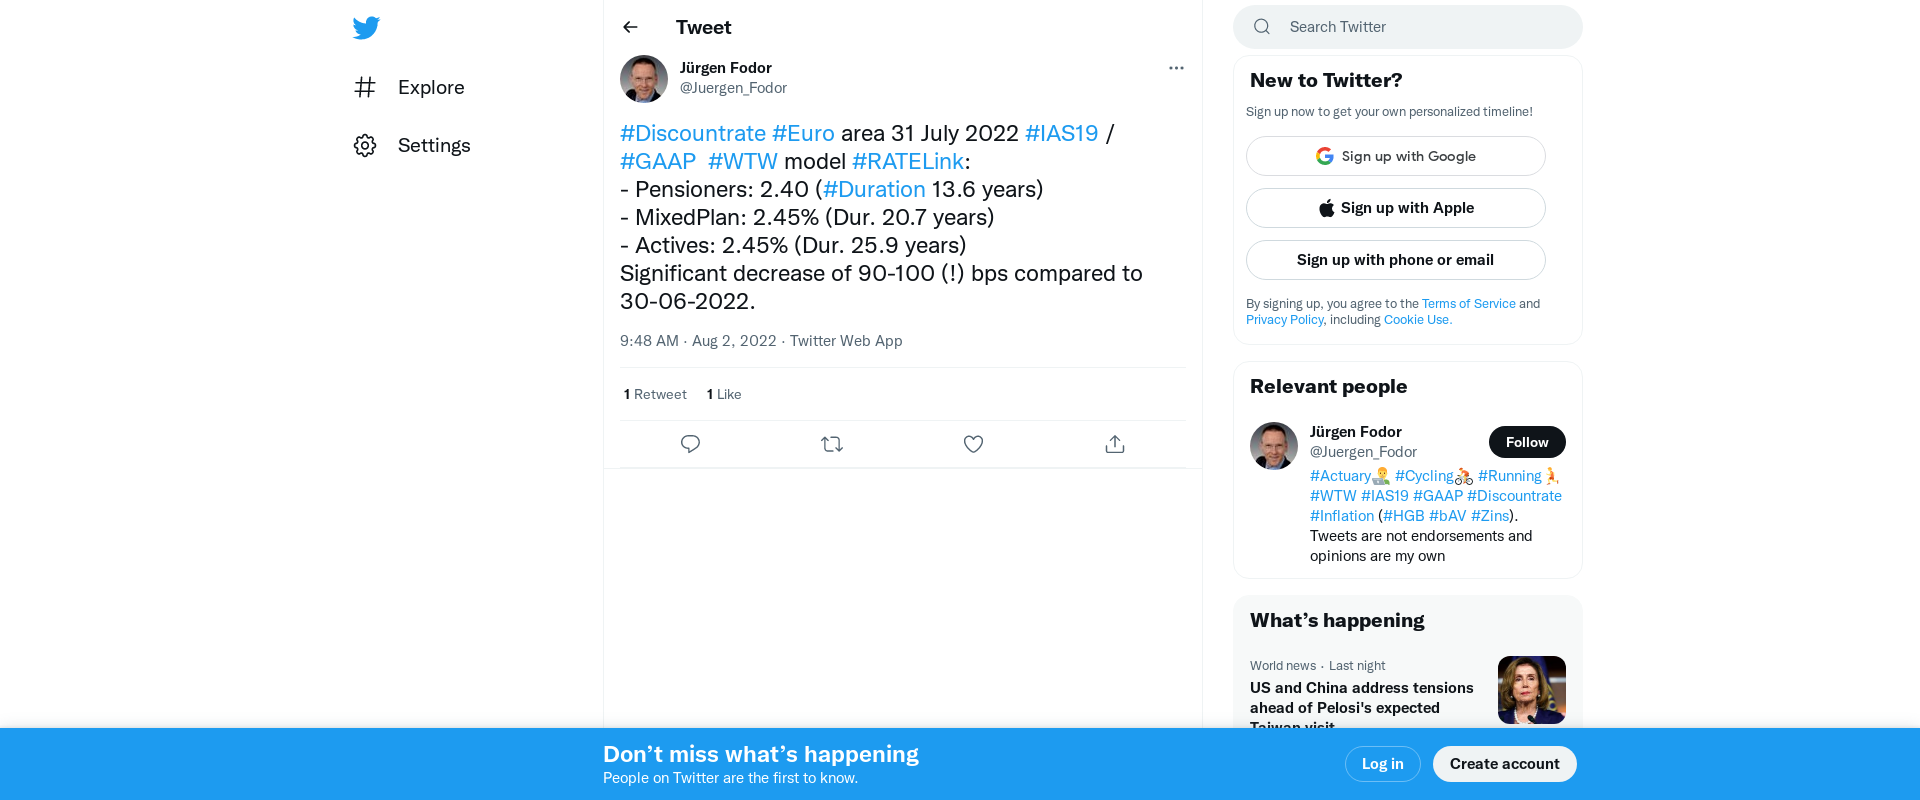 Explore
Settings
Tweet
Jürgen Fodor
@Juergen_Fodor
#Discountrate #Euro area 31 July 2022 #IAS19 /
#GAAP #WTW model #RATELink:
- Pensioners: 2.40 (#Duration 13.6 years)
- MixedPlan: 2.45% (Dur. 20.7 years)
- Actives: 2.45% (Dur. 25.9 years)
Significant decrease of 90-100 (!) bps compared to
30-06-2022.
9:48 AM · Aug 2, 2022 · Twitter Web App
1 Retweet 1 Like
Search Twitter
New to Twitter?
Sign up now to get your own personalized timeline!
Sign up with Google
Sign up with Apple
Sign up with phone or email
By signing up, you agree to the Terms of Service and
Privacy Policy, including Cookie Use.
Relevant people
Jürgen Fodor
@Juergen_Fodor
Follow
#Actuary #Cycling #Running
#WTW #IAS19 #GAAP #Discountrate
#Inflation (#HGB #bAV #Zins).
Tweets are not endorsements and
opinions are my own
What's happening
World news · Last night
US and China address tensions
ahead of Pelosi's expected
Taiwan visit
Don't miss what's happening
People on Twitter are the first to know.
Log in
Create account